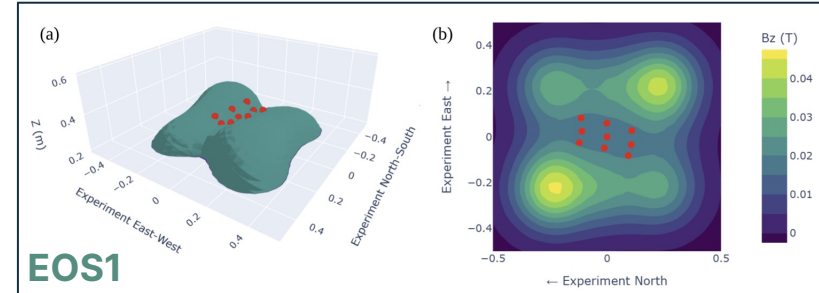 (a)
0.6
0.4
0.2
Z (m)
−0.4
−0.2
0
0.2
0.4
Experiment East-West
−0.4
−0.2
0
0.2
0.4
Experiment North-South
EOS1
(b)
0.4
0.2
0
−0.2
−0.4
Experiment East →
−0.5
0
0.5
← Experiment North
Bz (T)
0.04
0.03
0.02
0.01
0